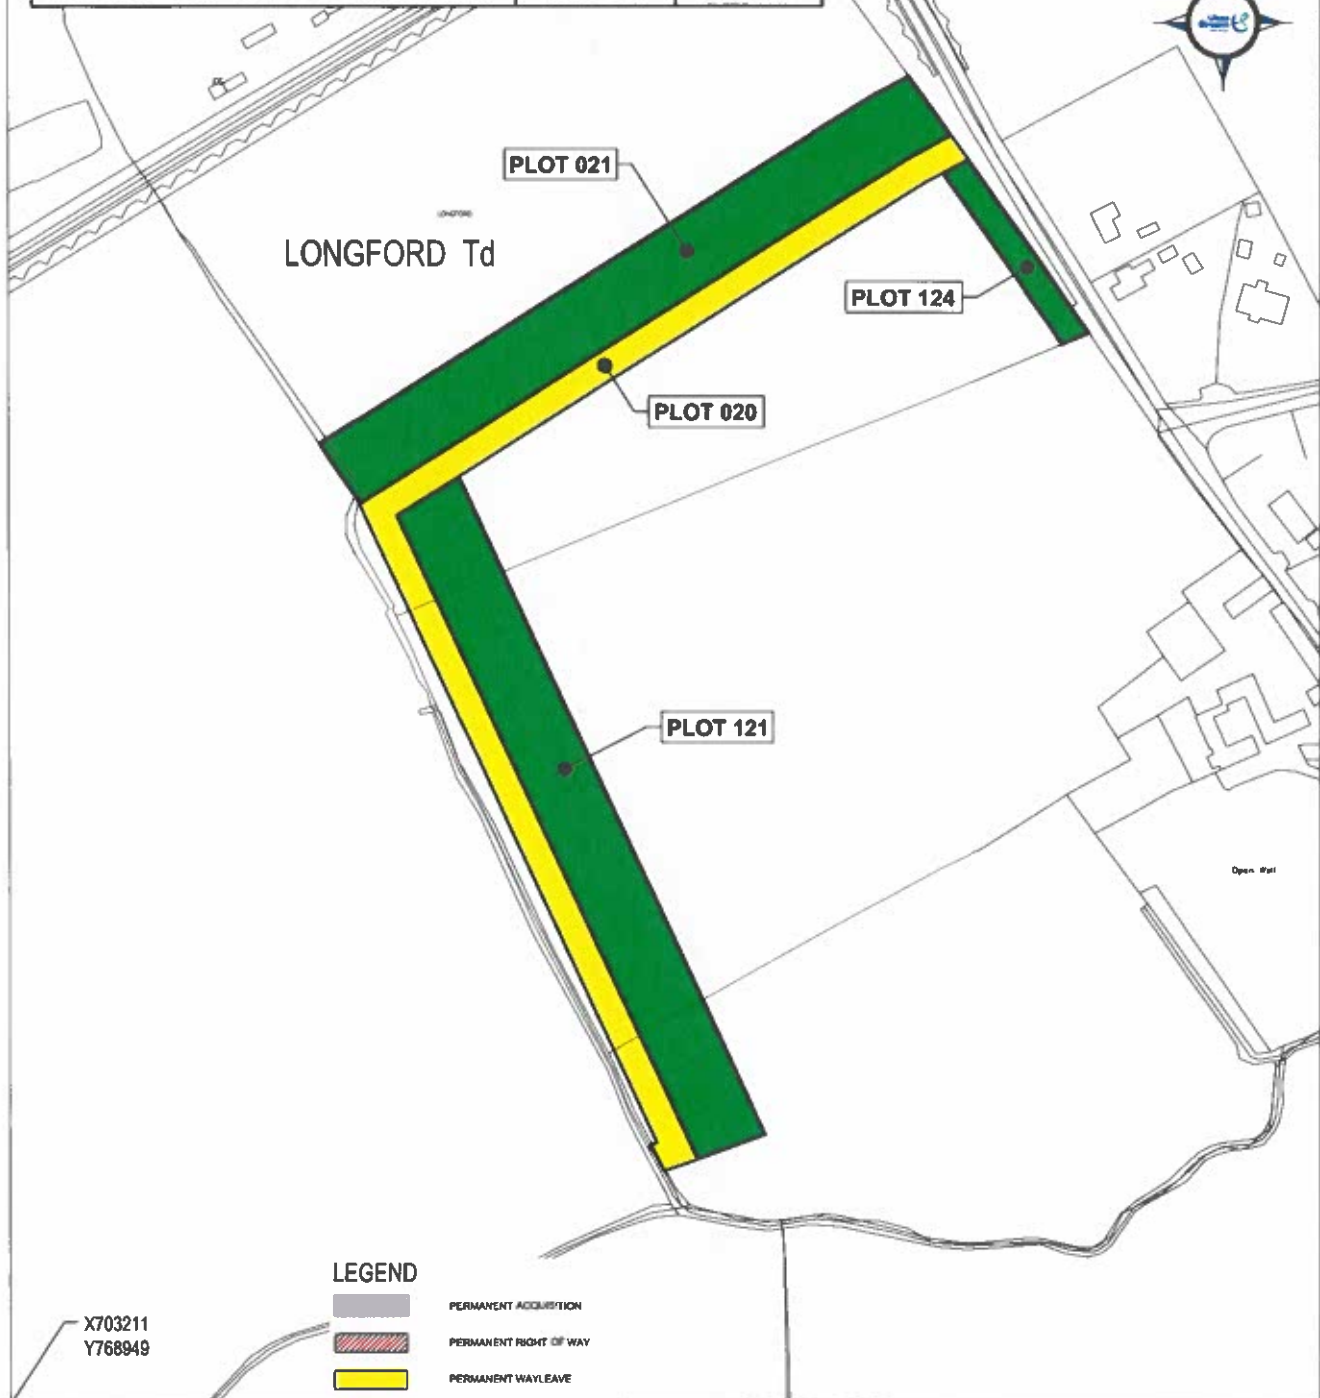 PLOT 021
LONGFORD
LONGFORD Td
PLOT 124
PLOT 020
PLOT 121
Open Well
LEGEND
PERMANENT ACQUISITION
X703211
Y768949
PERMANENT RIGHT OF WAY
PERMANENT WAYLEAVE